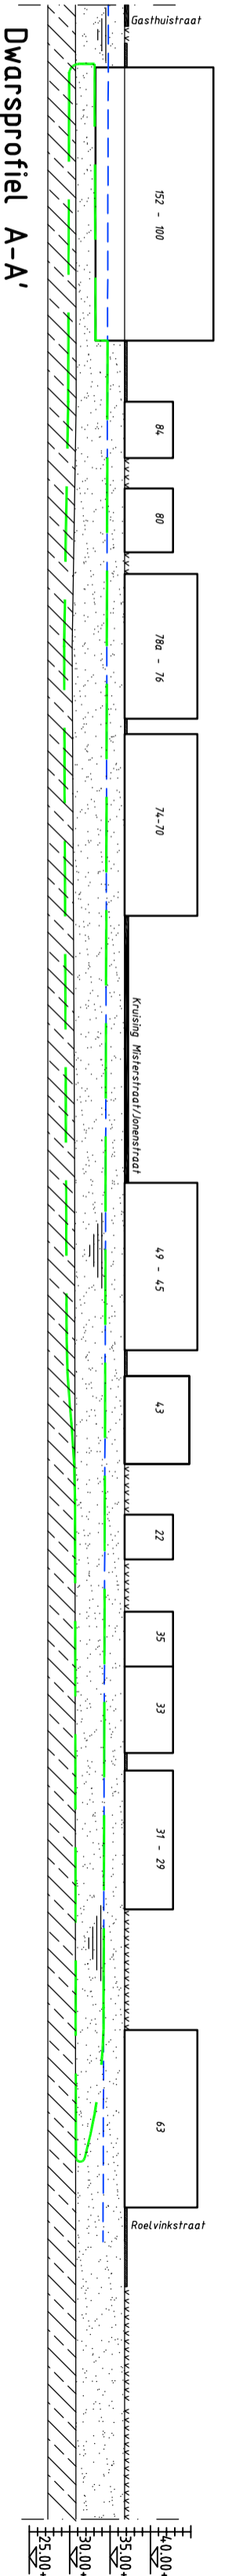 Gasthuistraat
152 - 100
84
80
78a - 76
74-70
Kruising Misterstraat/Jonenstraat
49 - 45
43
22
35
33
31 - 29
63
Roelvinkstraat
40.00+
35.00+
30.00+
25.00+
Dwarsprofiel A-A'